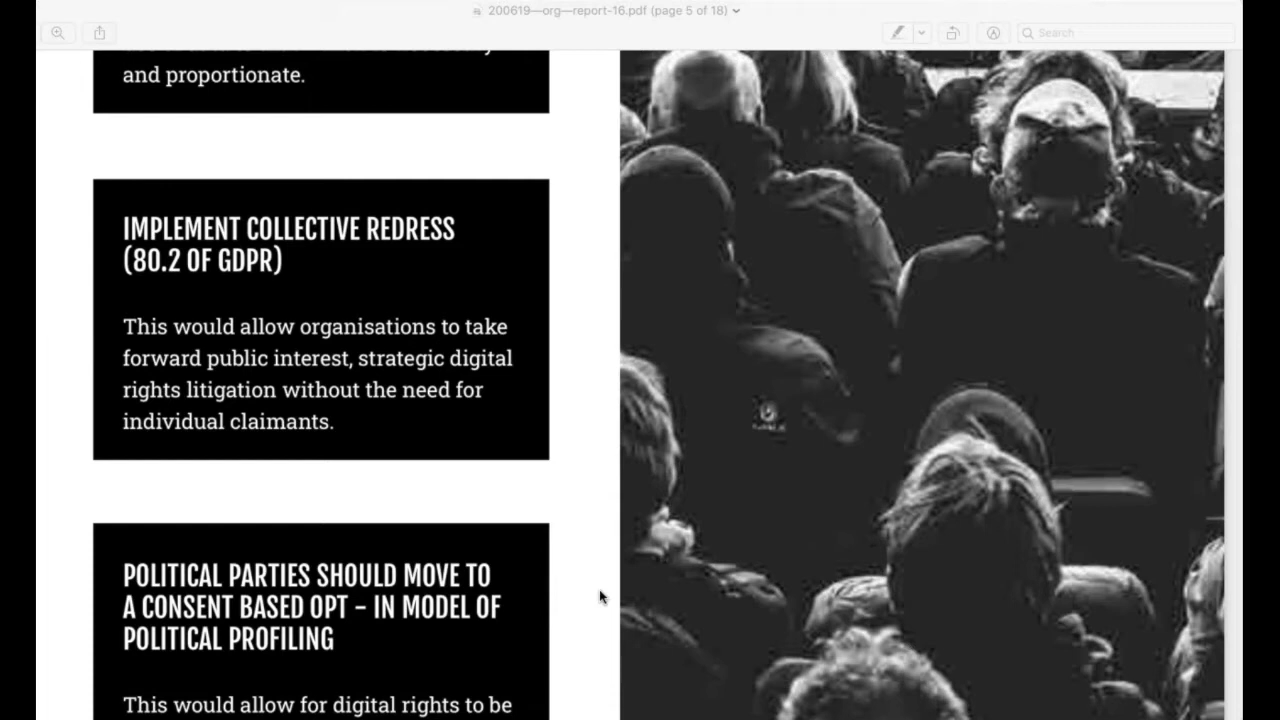 200619—org—report-16.pdf (page 5 of 18)
Search
and proportionate.
IMPLEMENT COLLECTIVE REDRESS
(80.2 OF GDPR)
This would allow organisations to take
forward public interest, strategic digital
rights litigation without the need for
individual claimants.
POLITICAL PARTIES SHOULD MOVE TO
A CONSENT BASED OPT – IN MODEL OF
POLITICAL PROFILING
This would allow for digital rights to be